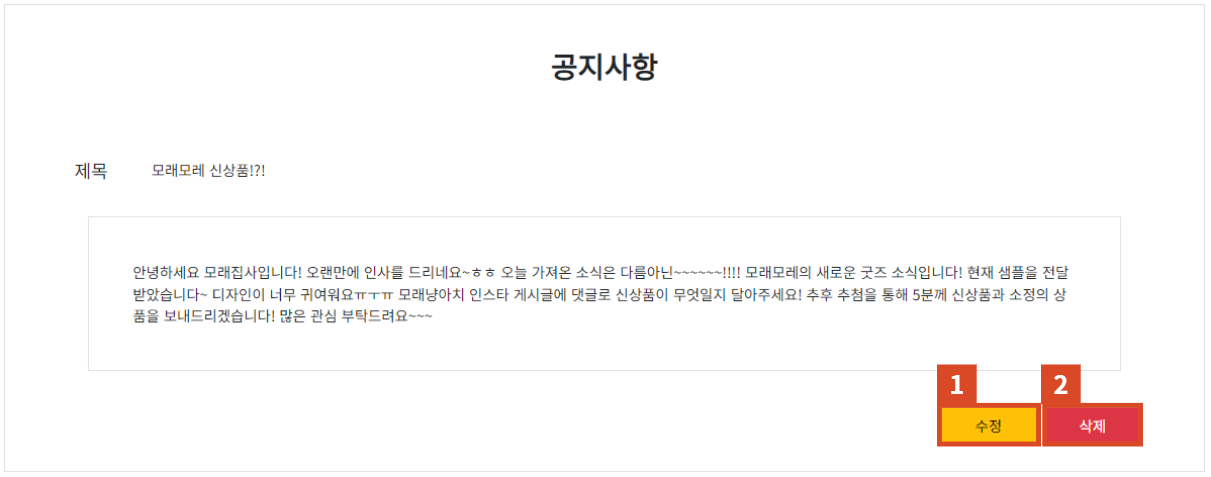 공지사항
제목 모래모레 신상품!?!
안녕하세요 모래집사입니다! 오랜만에 인사를 드리네요~ㅎㅎ 오늘 가져온 소식은 다름아닌~~~~~~!!!! 모래모레의 새로운 굿즈 소식입니다! 현재 샘플을 전달
받았습니다~ 디자인이 너무 귀여워요ㅠㅜㅠ 모래냥아치 인스타 게시글에 댓글로 신상품이 무엇일지 달아주세요! 추후 추첨을 통해 5분께 신상품과 소정의 상
품을 보내드리겠습니다! 많은 관심 부탁드려요~~~
1 2
수정 삭제